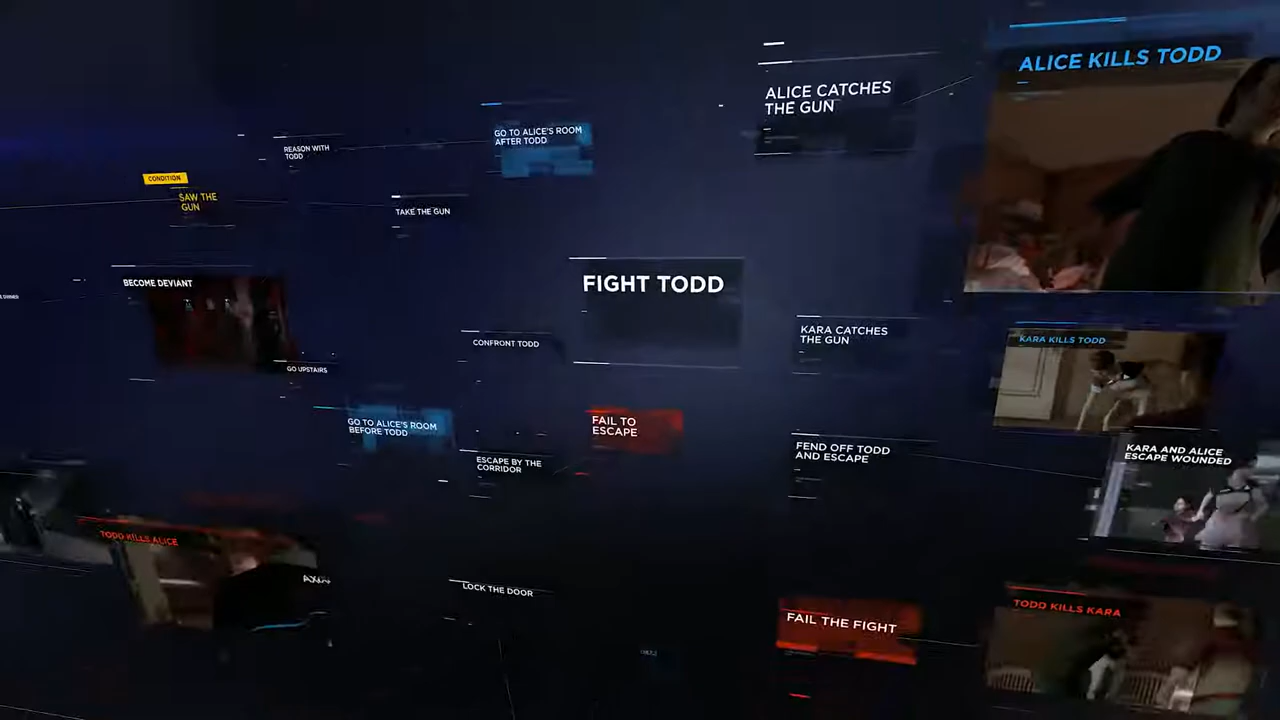 ALICE KILLS TODD
ALICE CATCHES
THE GUN
GO TO ALICE'S ROOM
AFTER TODD
REASON WITH
TODD
CONDITION
SAW THE
GUN
TAKE THE GUN
BECOME DEVIANT
FIGHT TODD
KARA CATCHES
THE GUN
KARA KILLS TODD
CONFRONT TODD
GO UPSTAIRS
GO TO ALICE'S ROOM
BEFORE TODD
FAIL TO
ESCAPE
FEND OFF TODD
AND ESCAPE
KARA AND ALICE
ESCAPE WOUNDED
ESCAPE BY THE
CORRIDOR
TODD KILLS ALICE
LOCK THE DOOR
FAIL THE FIGHT
TODD KILLS KARA